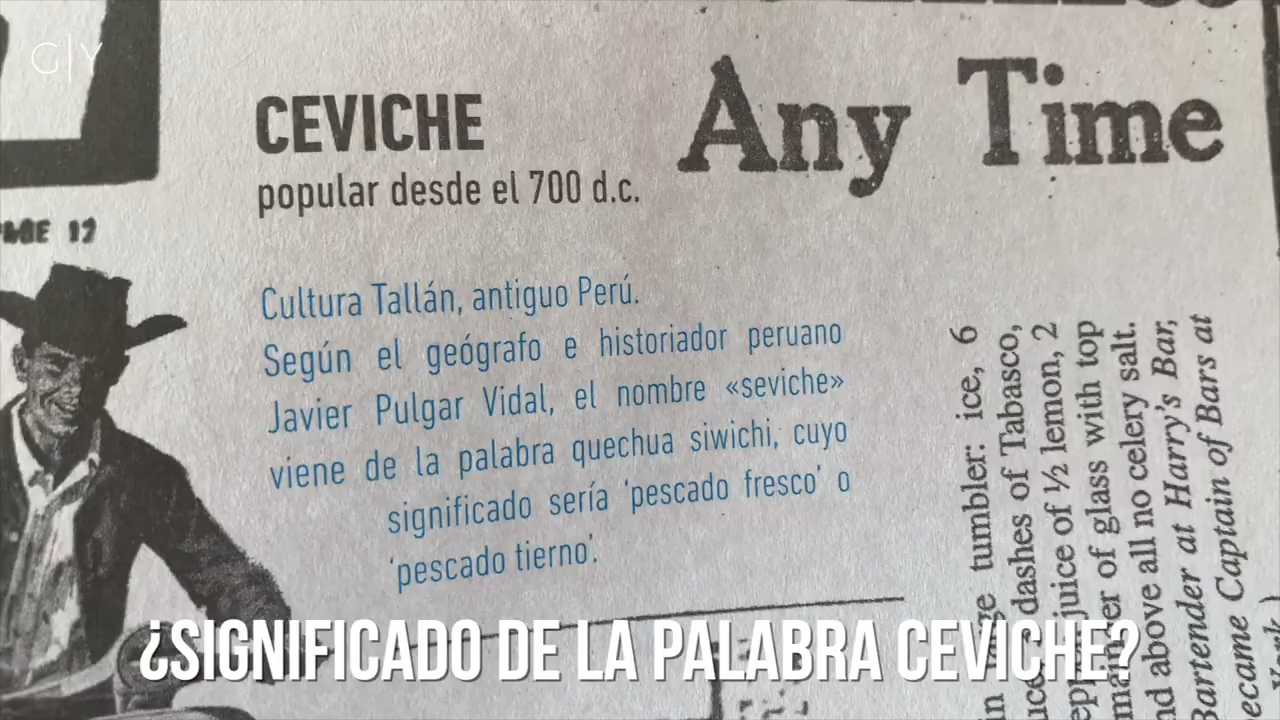 G|Y
CEVICHE
popular desde el 700 d.c.
Any Time
12
Cultura Tallán, antiguo Perú.
Según el geógrafo e historiador peruano
Javier Pulgar Vidal, el nombre «seviche»
viene de la palabra quechua siwichi, cuyo
significado sería ‘pescado fresco’ o
‘pescado tierno’.
tumbler: ice, 6
dashes of Tabasco,
juice of ½ lemon, 2
of glass with top
above all no celery salt.
Bartender at Harry's Bar,
became Captain of Bars at
¿SIGNIFICADO DE LA PALABRA CEVICHE?